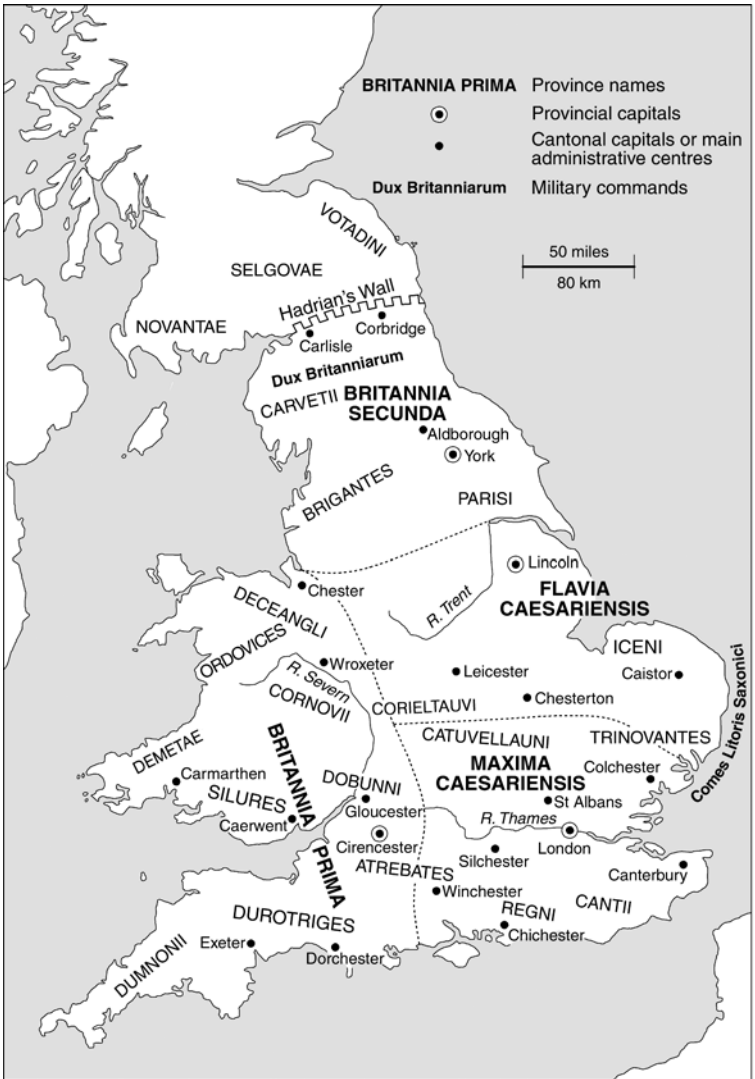 BRITANNIA PRIMA Province names
Provincial capitals
Cantonal capitals or main
administrative centres
Dux Britanniarum Military commands
50 miles
80 km
VOTADINI
SELGOVAE
Hadrian's Wall
NOVANTAE
Corbridge
Carlisle
Dux Britanniarum
CARVETII
BRITANNIA
SECUNDA
Aldborough
York
BRIGANTES
PARISI
Lincoln
Chester
R. Trent
FLAVIA
CAESARIENSIS
DECEANGLI
ORDOVICES
ICENI
Wroxeter
R. Severn
Leicester
Caistor
CORNOVII
Chesterton
CORIELTAUVI
Comes Litoris Saxonici
CATUVELLAUNI
TRINOVANTES
DEMETAE
BRITANNIA
PRIMA
MAXIMA
CAESARIENSIS
Colchester
Carmarthen
DOBUNNI
SILURES
St Albans
Gloucester
Caerwent
R. Thames
Cirencester
London
Silchester
ATREBATES
Canterbury
Winchester
CANTII
REGNI
DUROTRIGES
Chichester
Exeter
Dorchester
DUMNONII